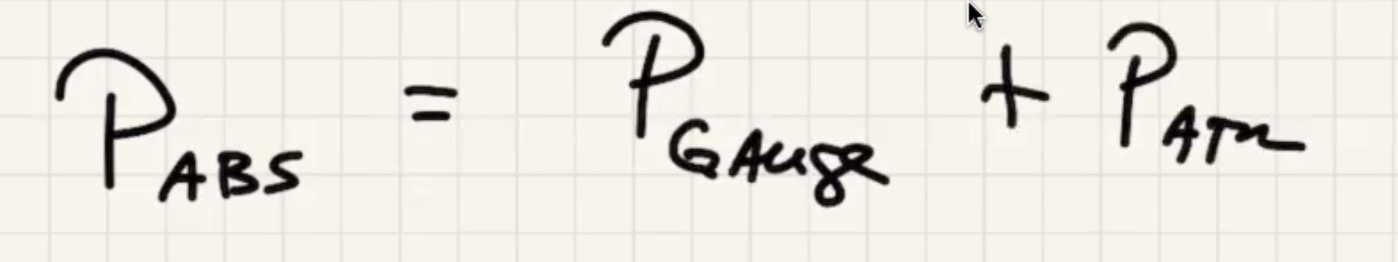 P_ABS = P_GAUGE + P_ATM